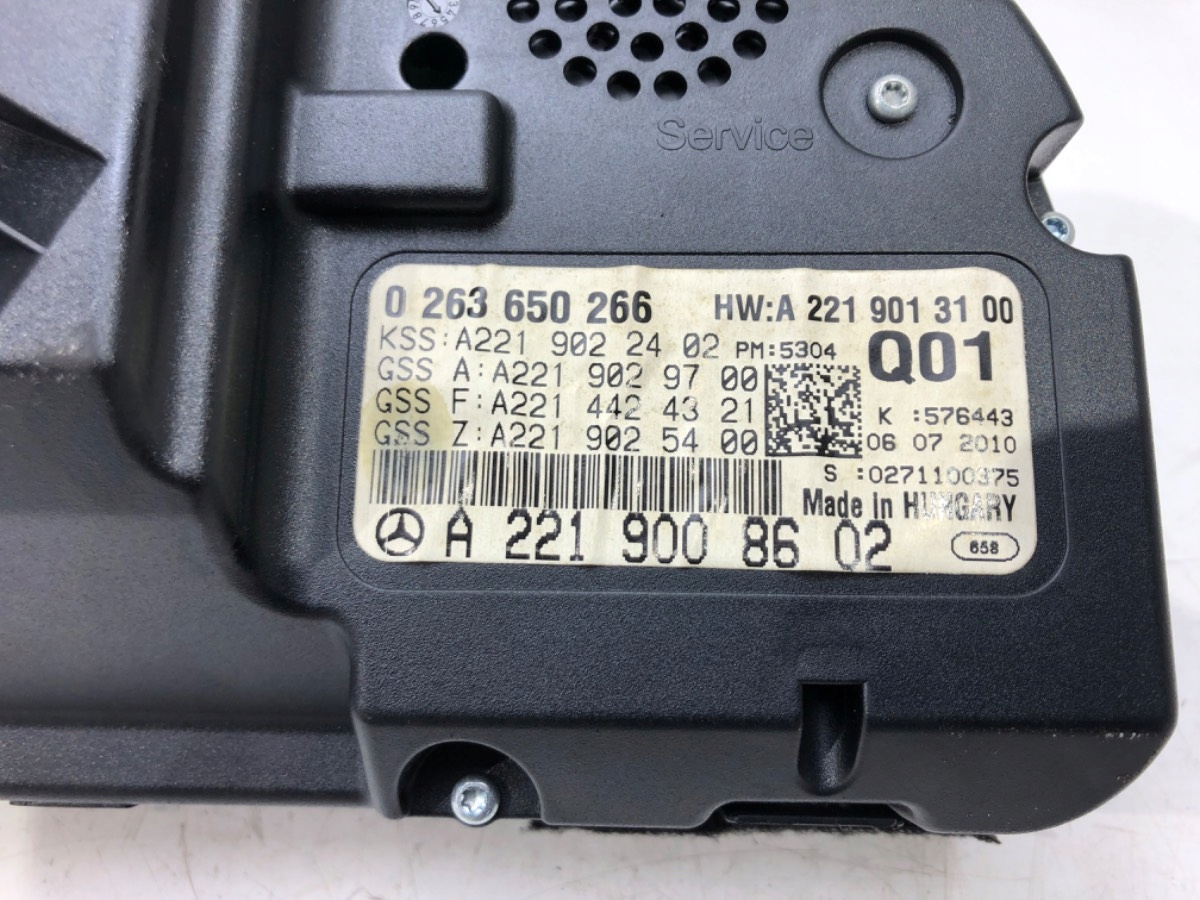 Service
0 263 650 266 HW:A 221 901 31 00
KSS:A221 902 24 02 PM:5304 Q01
GSS A:A221 902 97 00
GSS F:A221 442 43 21 K :576443
GSS Z:A221 902 54 00 06 07 2010
S :0271100375
Made in HUNGARY
A 221 900 86 02 658